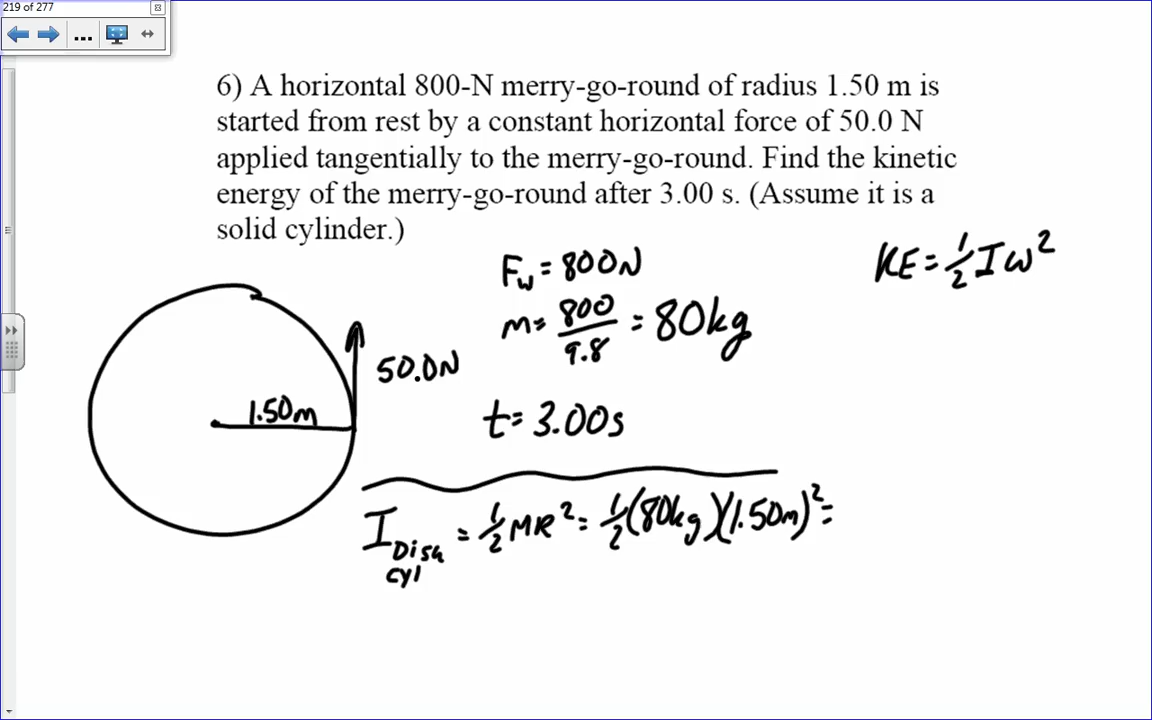 219 of 277
6) A horizontal 800-N merry-go-round of radius 1.50 m is
started from rest by a constant horizontal force of 50.0 N
applied tangentially to the merry-go-round. Find the kinetic
energy of the merry-go-round after 3.00 s. (Assume it is a
solid cylinder.)
KE = ½Iω²
F_w = 800N
m = 800/9.8 = 80kg
50.0N
1.50m
t = 3.00s
I_Disk cyl = ½MR² = ½(80kg)(1.50m)² =